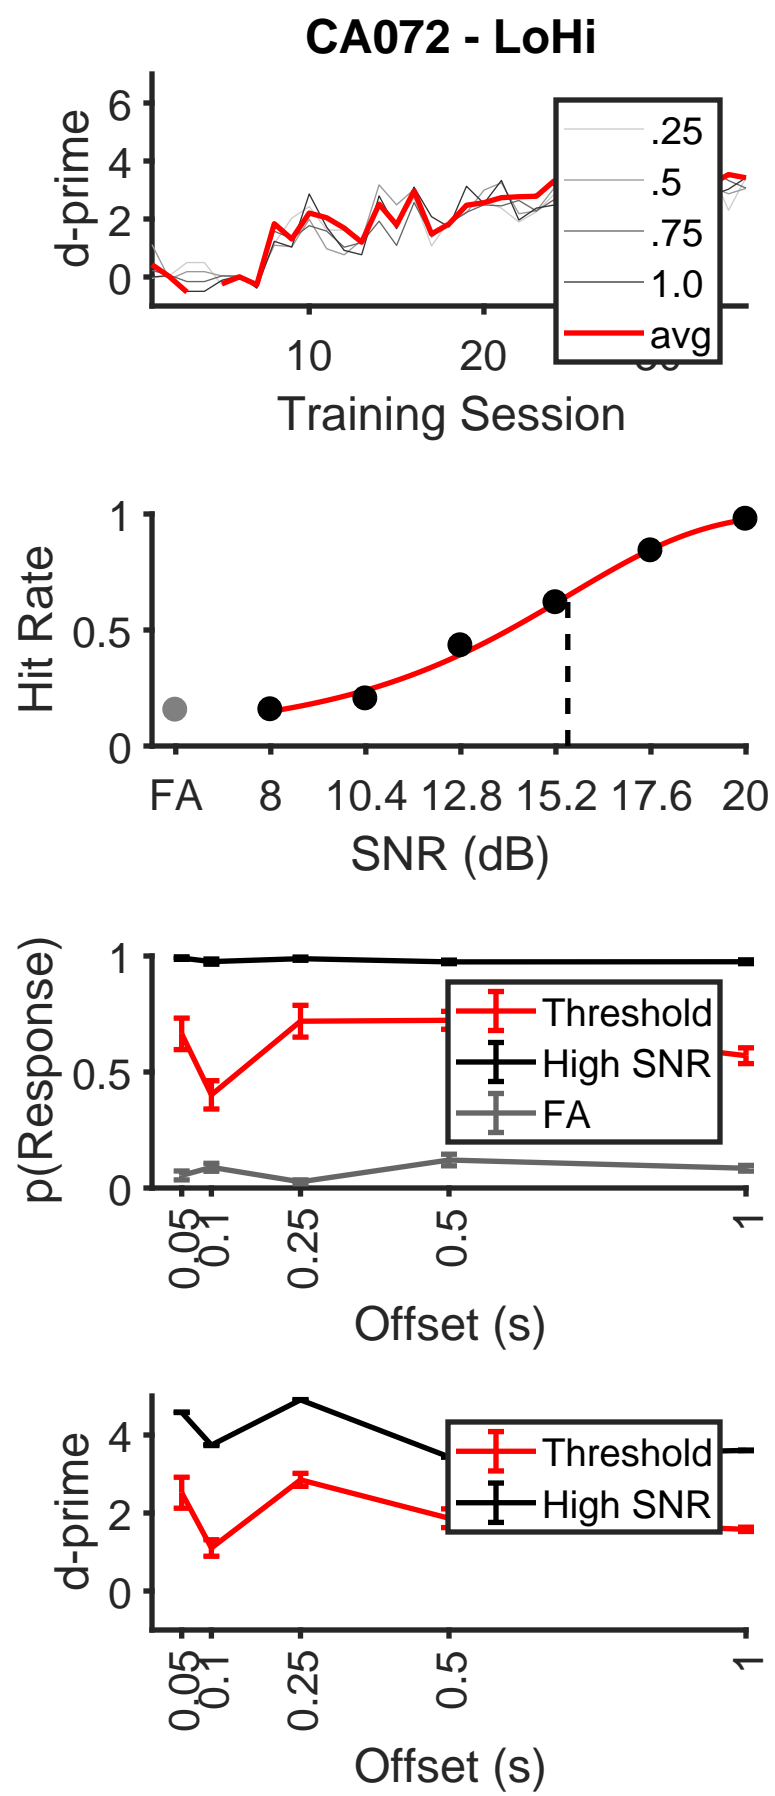 CA072 - LoHi
6
4
2
0
d-prime
.25
.5
.75
1.0
avg
10 20
Training Session
1
0.5
0
Hit Rate
FA 8 10.4 12.8 15.2 17.6 20
SNR (dB)
1
0.5
0
p(Response)
Threshold
High SNR
FA
0.05 0.1 0.25 0.5 1
Offset (s)
4
2
0
d-prime
Threshold
High SNR
0.05 0.1 0.25 0.5 1
Offset (s)